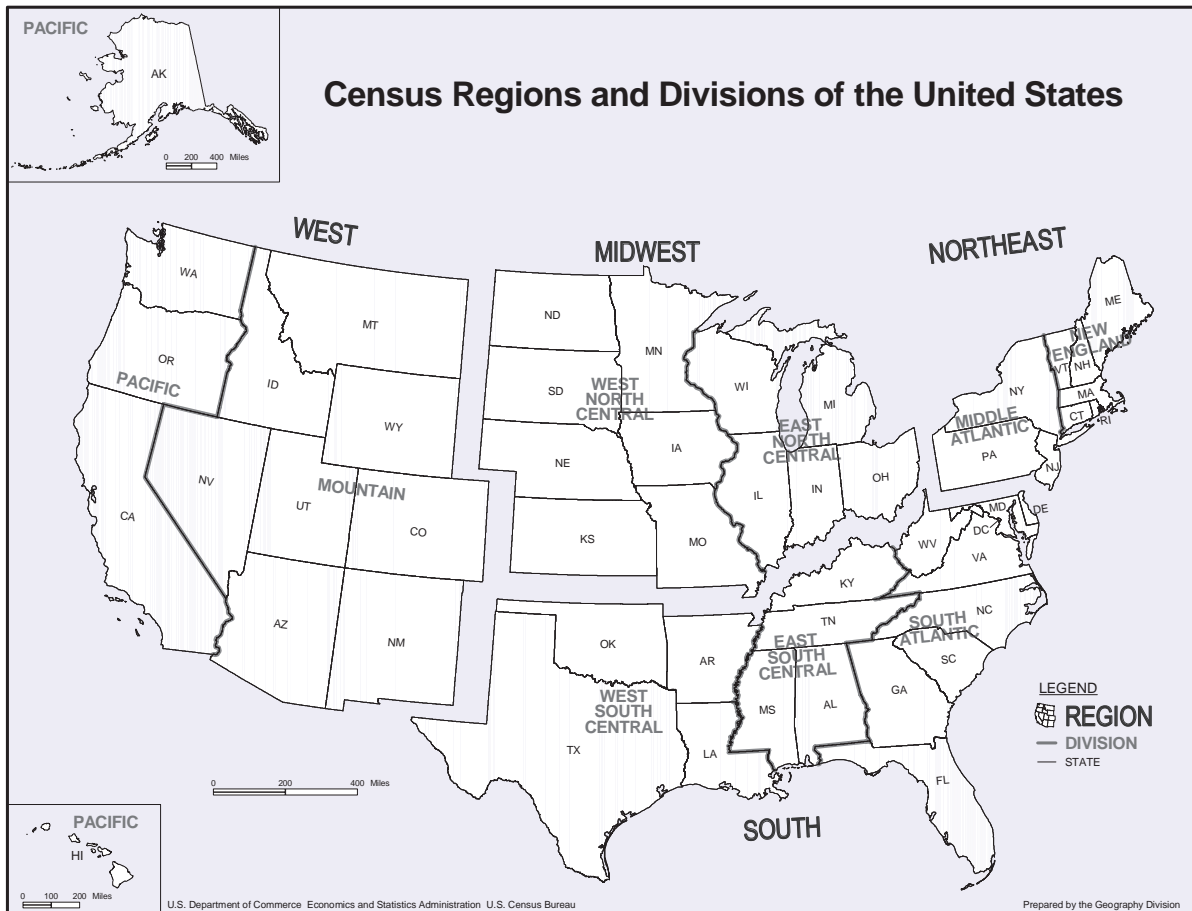 PACIFIC
AK
0 200 400 Miles
Census Regions and Divisions of the United States
WEST
MIDWEST
NORTHEAST
WA
MT
OR
ID
PACIFIC
WY
NV
UT
MOUNTAIN
CO
CA
AZ
NM
ND
MN
SD
WEST
NORTH
CENTRAL
NE
IA
KS
MO
WI
MI
EAST
NORTH
CENTRAL
IL
IN
OH
ME
NEW
ENGLAND
VT
NH
NY
MA
CT
RI
MIDDLE
ATLANTIC
PA
NJ
OK
AR
WEST
SOUTH
CENTRAL
TX
LA
KY
TN
EAST
SOUTH
CENTRAL
MS
AL
MD
DE
DC
WV
VA
NC
SOUTH
ATLANTIC
SC
GA
FL
SOUTH
LEGEND
REGION
DIVISION
STATE
0 200 400 Miles
PACIFIC
HI
0 100 200 Miles
U.S. Department of Commerce Economics and Statistics Administration U.S. Census Bureau
Prepared by the Geography Division